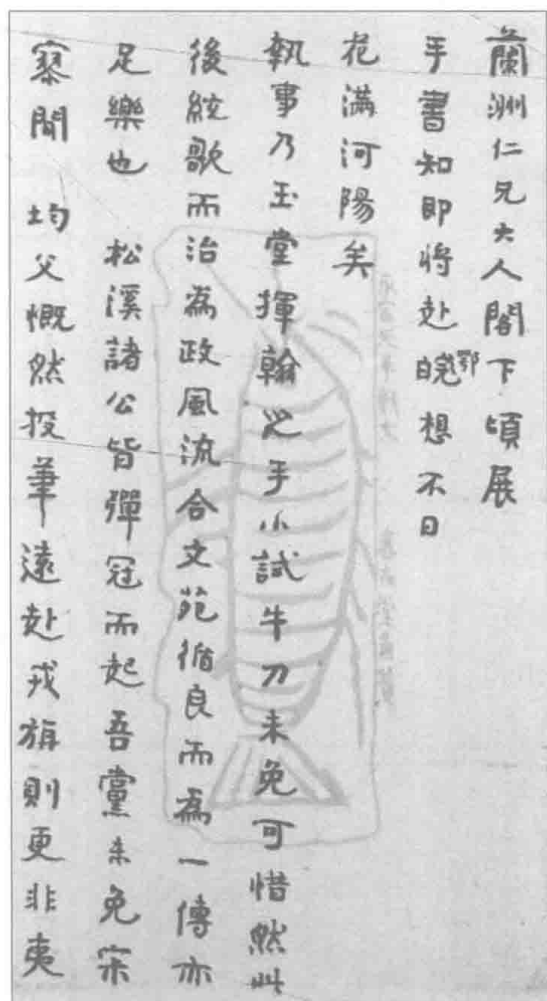 蘭洲仁兄大人閣下頃展
手書知即將赴皖鄂想不日
花滿河陽矣
執事乃玉堂揮翰之手小試牛刀未免可惜然此
後絃歌而治為政風流合文苑循良而為一傳亦
足樂也 松溪諸公皆彈冠而起吾黨未免寂
寥間 均父慨然投筆遠赴戎旃則更非夷